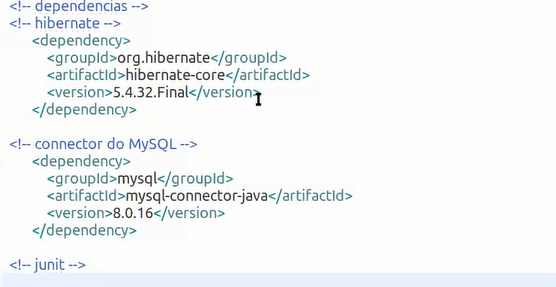 <!-- dependencias -->
<!-- hibernate -->
<dependency>
<groupId>org.hibernate</groupId>
<artifactId>hibernate-core</artifactId>
<version>5.4.32.Final</version>
</dependency>
<!-- connector do MySQL -->
<dependency>
<groupId>mysql</groupId>
<artifactId>mysql-connector-java</artifactId>
<version>8.0.16</version>
</dependency>
<!-- junit -->